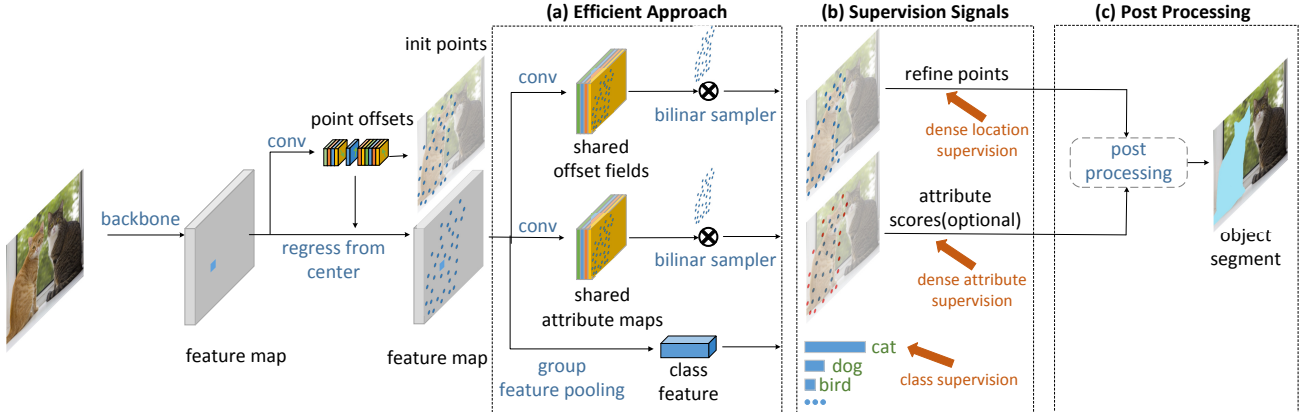 (a) Efficient Approach
(b) Supervision Signals
(c) Post Processing
init points
conv
point offsets
backbone
regress from
center
feature map
feature map
conv
shared
offset fields
bilinar sampler
conv
shared
attribute maps
bilinar sampler
group
feature pooling
class
feature
refine points
dense location
supervision
attribute
scores(optional)
dense attribute
supervision
cat
dog
bird
class supervision
post
processing
object
segment